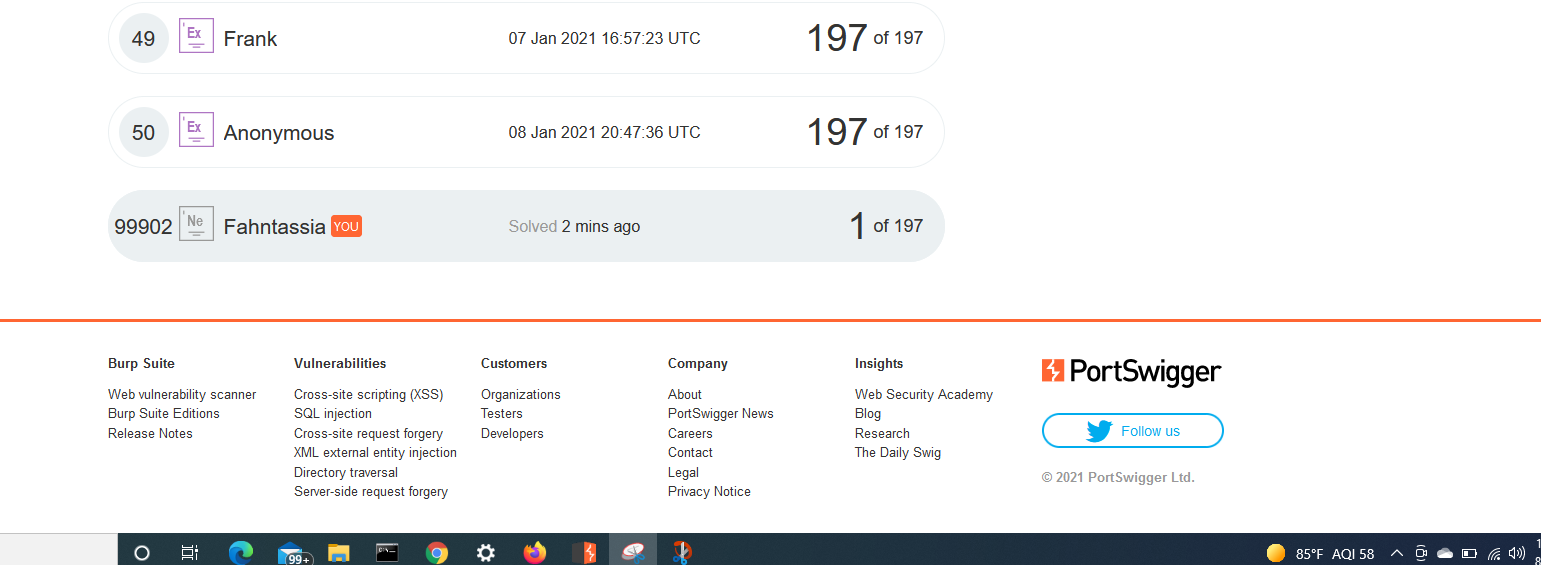 49 Ex Frank 07 Jan 2021 16:57:23 UTC 197 of 197
50 Ex Anonymous 08 Jan 2021 20:47:36 UTC 197 of 197
99902 Ne Fahntassia YOU Solved 2 mins ago 1 of 197
Burp Suite
Web vulnerability scanner
Burp Suite Editions
Release Notes
Vulnerabilities
Cross-site scripting (XSS)
SQL injection
Cross-site request forgery
XML external entity injection
Directory traversal
Server-side request forgery
Customers
Organizations
Testers
Developers
Company
About
PortSwigger News
Careers
Contact
Legal
Privacy Notice
Insights
Web Security Academy
Blog
Research
The Daily Swig
PortSwigger
Follow us
© 2021 PortSwigger Ltd.
99+ 85°F AQI 58